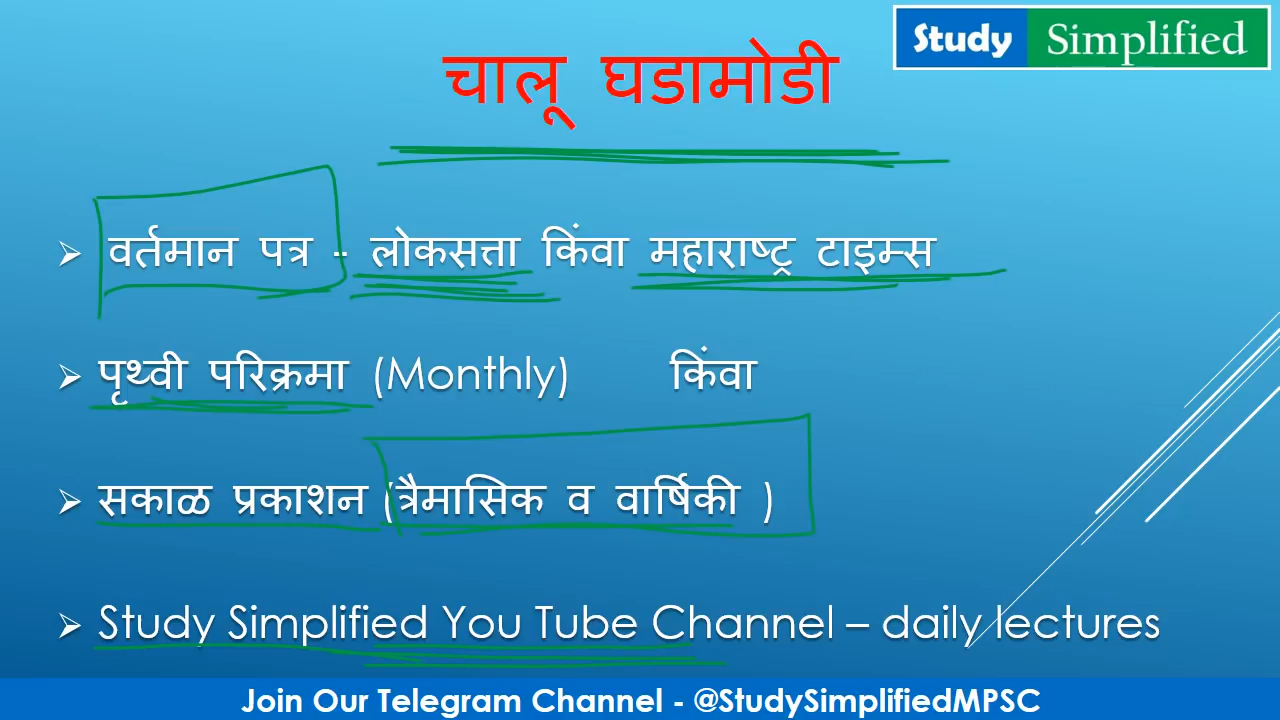 Study Simplified
चालू घडामोडी
वर्तमान पत्र - लोकसत्ता किंवा महाराष्ट्र टाइम्स
पृथ्वी परिक्रमा (Monthly) किंवा
सकाळ प्रकाशन (त्रैमासिक व वार्षिकी )
Study Simplified You Tube Channel – daily lectures
Join Our Telegram Channel - @StudySimplifiedMPSC